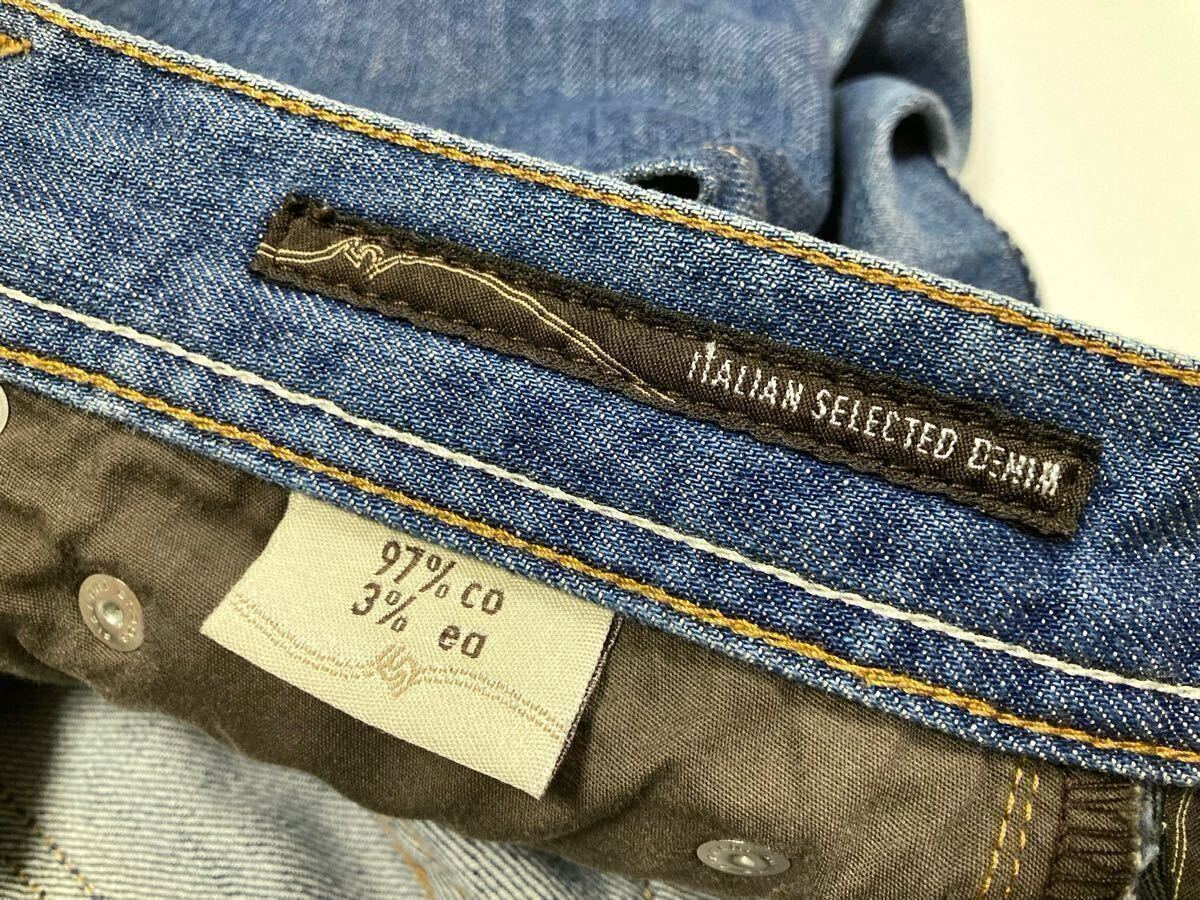 ITALIAN SELECTED DENIM
97% co
3% ea